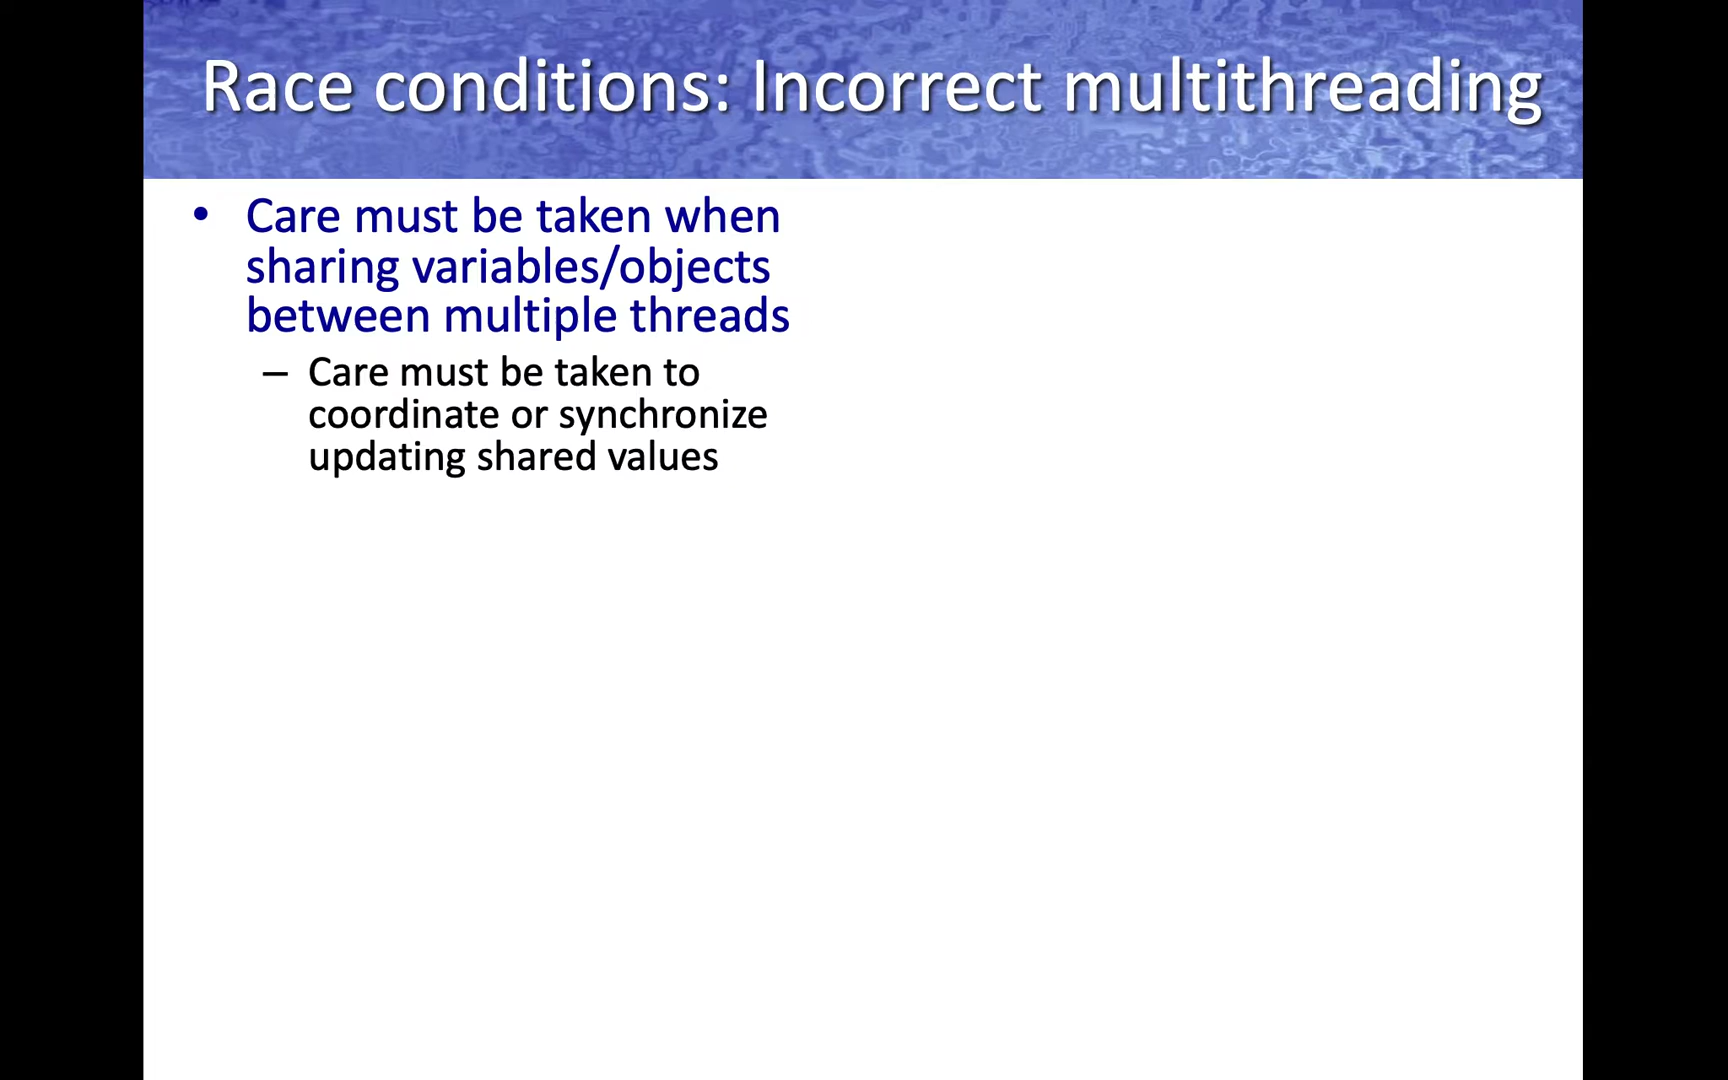 Race conditions: Incorrect multithreading
• Care must be taken when
sharing variables/objects
between multiple threads
– Care must be taken to
coordinate or synchronize
updating shared values